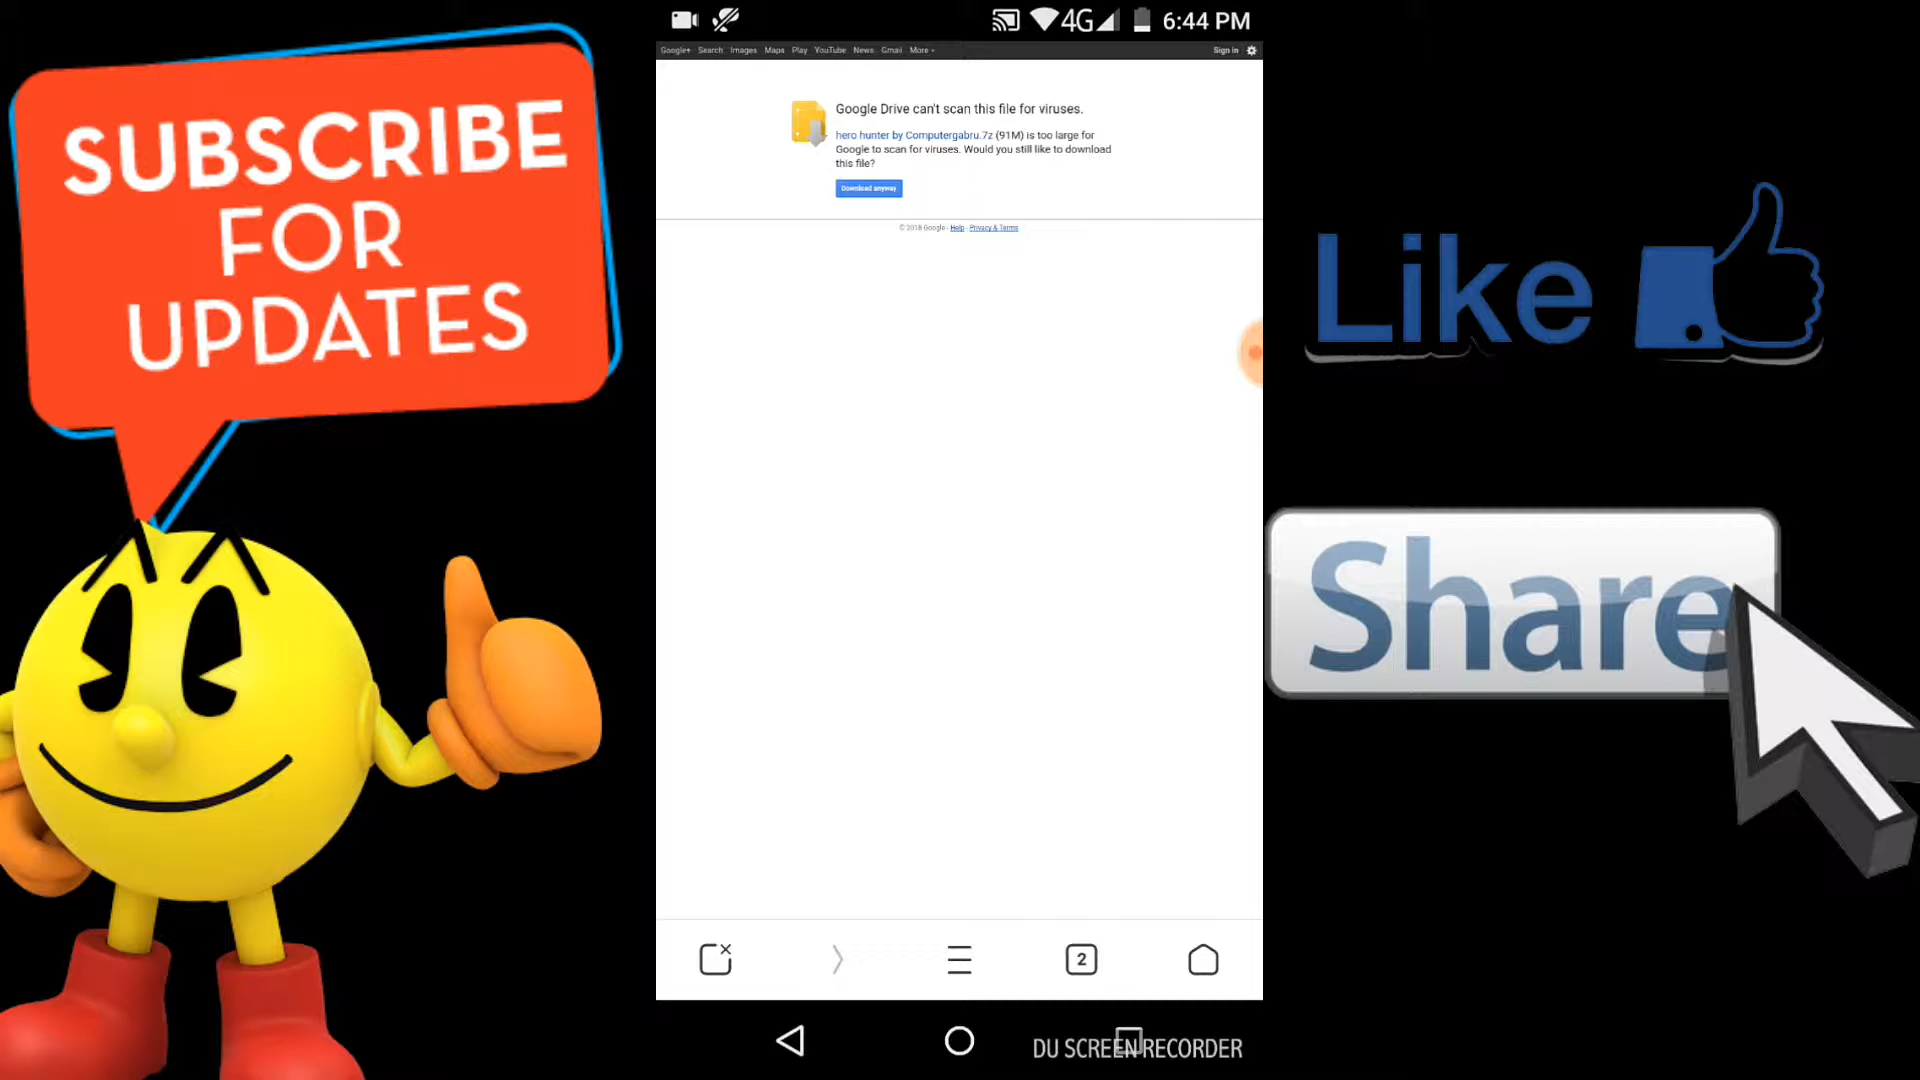 SUBSCRIBE
FOR
UPDATES
4G 6:44 PM
Google+ Search Images Maps Play YouTube News Gmail More Sign in
Google Drive can't scan this file for viruses.
hero hunter by Computergabru.7z (91M) is too large for
Google to scan for viruses. Would you still like to download
this file?
Download anyway
© 2018 Google - Help - Privacy & Terms
Like
Share
2
DU SCREEN RECORDER